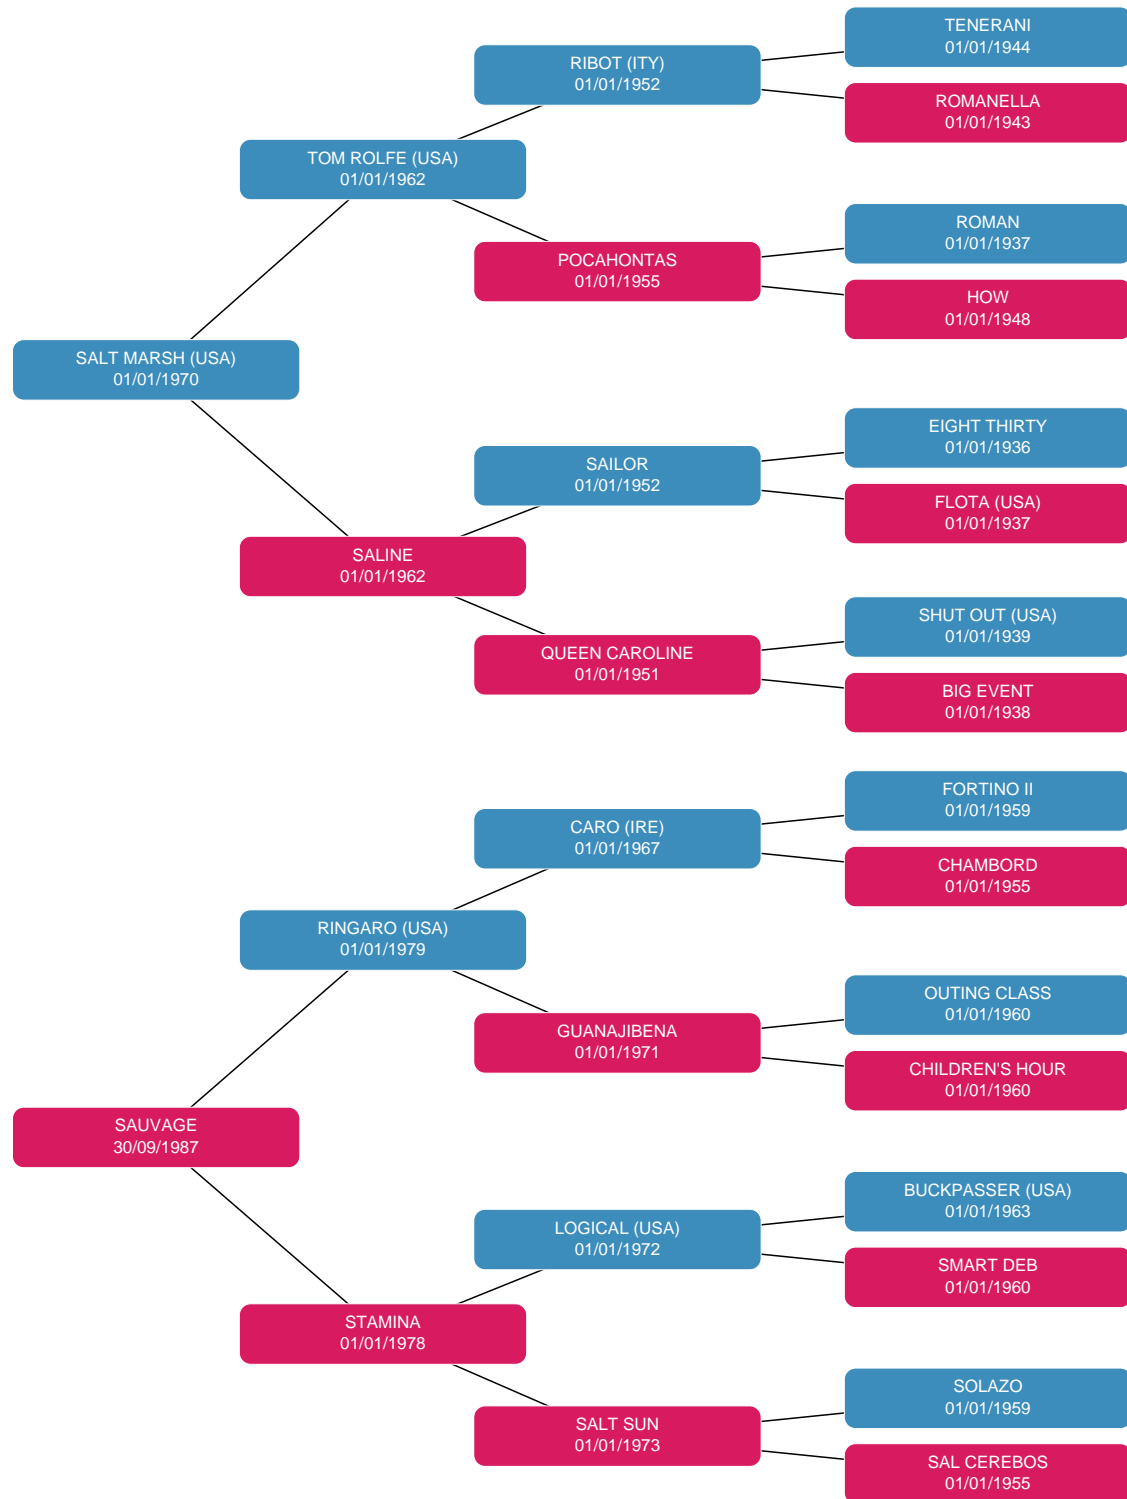 TENERANI
01/01/1944
RIBOT (ITY)
01/01/1952
ROMANELLA
01/01/1943
TOM ROLFE (USA)
01/01/1962
ROMAN
01/01/1937
POCAHONTAS
01/01/1955
HOW
01/01/1948
SALT MARSH (USA)
01/01/1970
EIGHT THIRTY
01/01/1936
SAILOR
01/01/1952
FLOTA (USA)
01/01/1937
SALINE
01/01/1962
SHUT OUT (USA)
01/01/1939
QUEEN CAROLINE
01/01/1951
BIG EVENT
01/01/1938
FORTINO II
01/01/1959
CARO (IRE)
01/01/1967
CHAMBORD
01/01/1955
RINGARO (USA)
01/01/1979
OUTING CLASS
01/01/1960
GUANAJIBENA
01/01/1971
CHILDREN'S HOUR
01/01/1960
SAUVAGE
30/09/1987
BUCKPASSER (USA)
01/01/1963
LOGICAL (USA)
01/01/1972
SMART DEB
01/01/1960
STAMINA
01/01/1978
SOLAZO
01/01/1959
SALT SUN
01/01/1973
SAL CEREBOS
01/01/1955